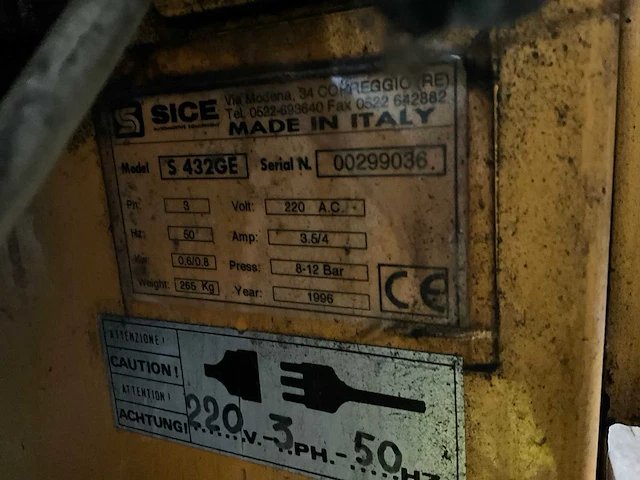 SICE
Via Modena, 34 CORREGGIO (RE)
Tel. 0522-693640 Fax 0522 642882
MADE IN ITALY
Model S 432GE Serial N. 00299036.
Ph: 3 Volt: 220 A.C.
Hz: 50 Amp: 3.5/4
Kw: 0.6/0.8 Press: 8-12 Bar
Weight: 265 Kg Year: 1996
CE
ATTENZIONE!
CAUTION!
ATTENTION!
ACHTUNG!
220 V.-3 PH.-50 HZ